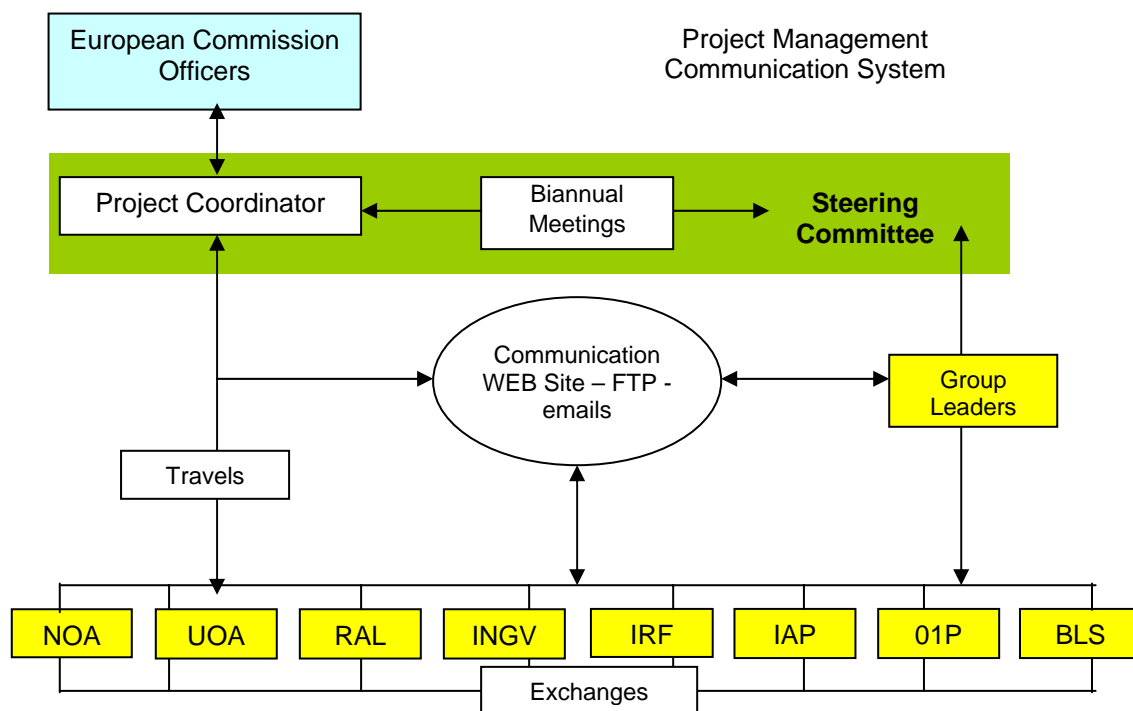 European Commission
Officers
Project Management
Communication System
Project Coordinator
Biannual
Meetings
Steering
Committee
Communication
WEB Site – FTP -
emails
Group
Leaders
Travels
NOA
UOA
RAL
INGV
IRF
IAP
01P
BLS
Exchanges